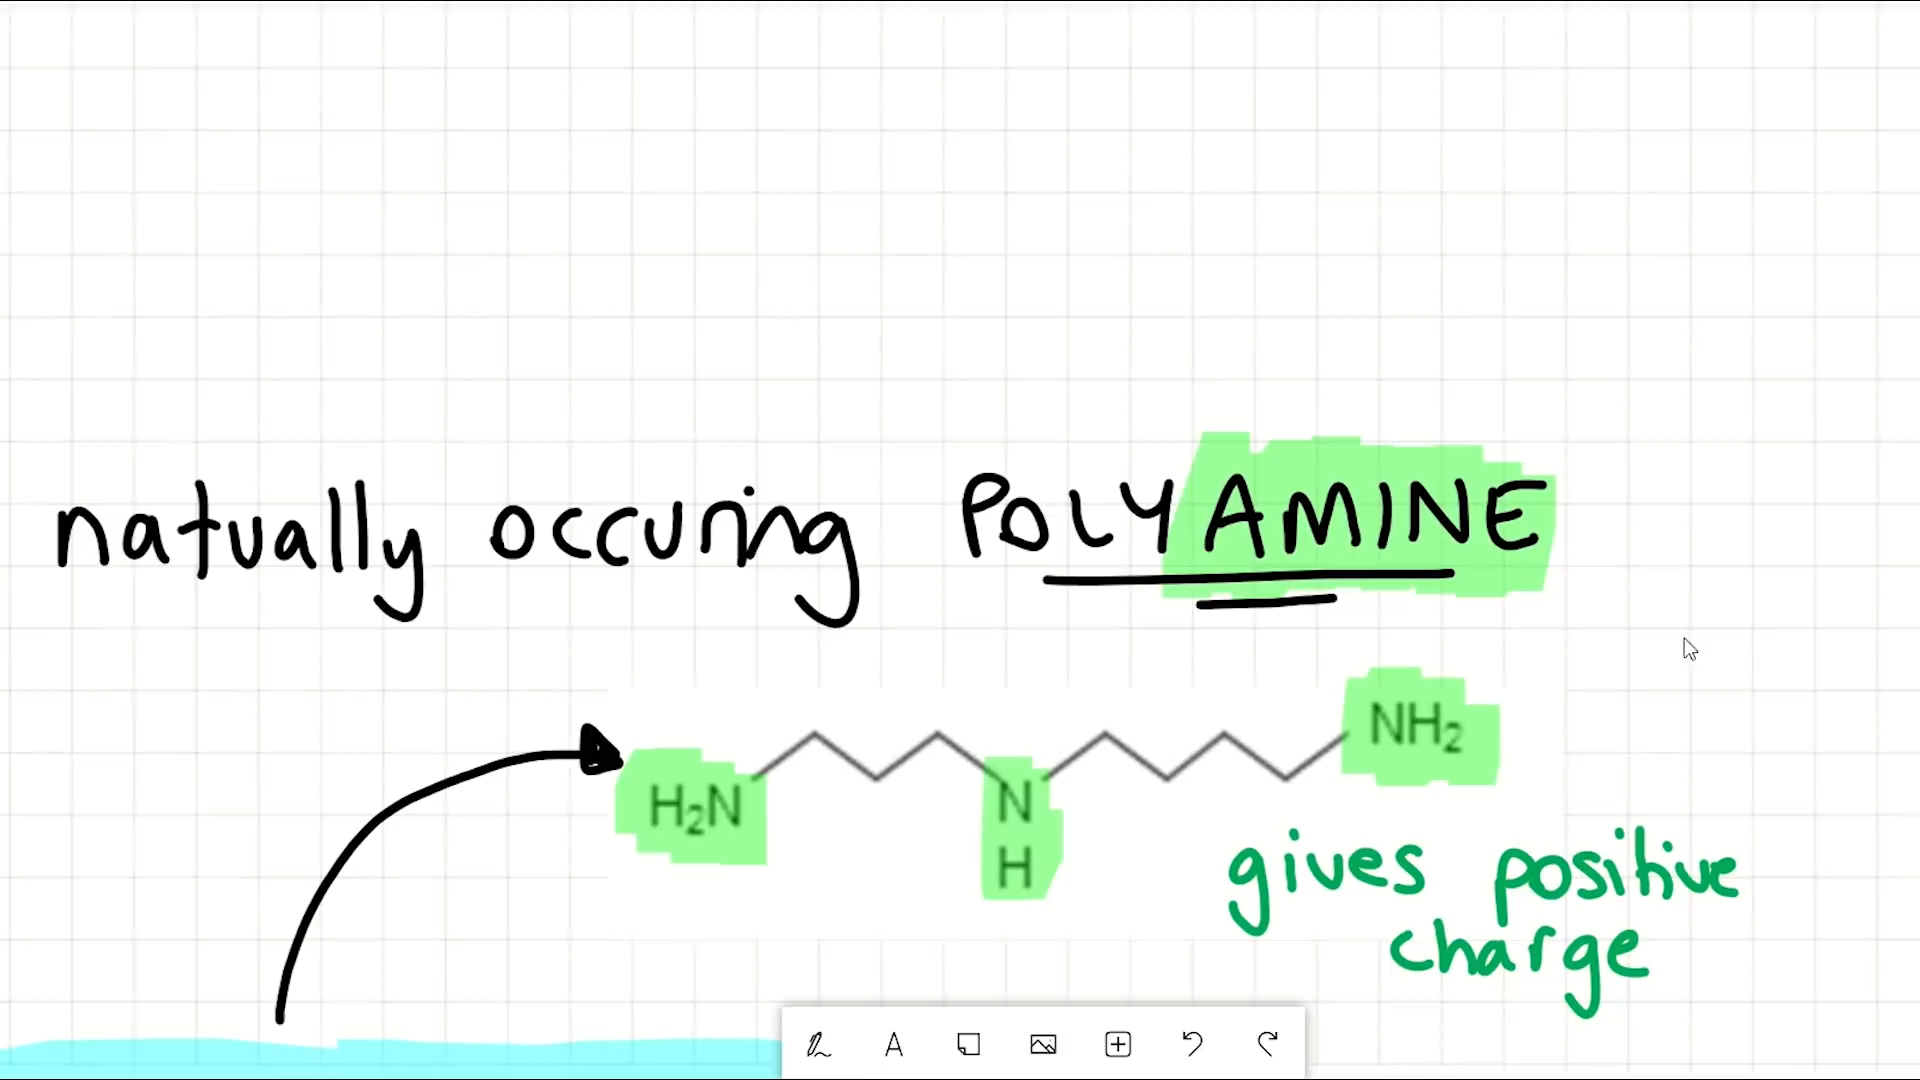 natually occuring POLYAMINE
NH₂
H₂N
N
H
gives positive
charge
A